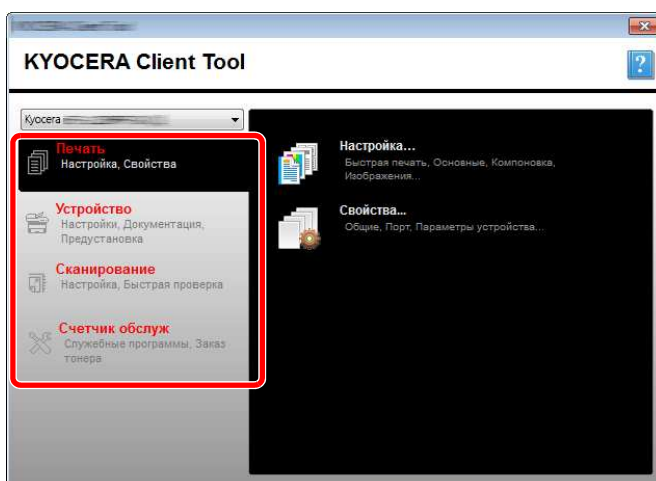 KYOCERA Client Tool
?
Kyocera
Печать
Настройка, Свойства
Устройство
Настройки, Документация,
Предустановка
Сканирование
Настройка, Быстрая проверка
Счетчик обслуж
Служебные программы, Заказ
тонера
Настройка...
Быстрая печать, Основные, Компоновка,
Изображения...
Свойства...
Общие, Порт, Параметры устройства...